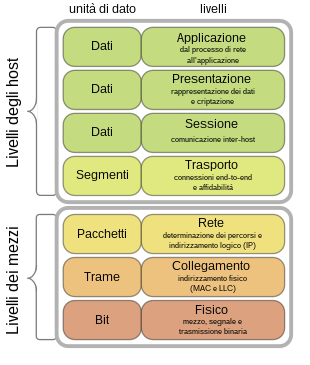 unità di dato livelli
Livelli degli host
Dati
Applicazione
dal processo di rete
all'applicazione
Dati
Presentazione
rappresentazione dei dati
e criptazione
Dati
Sessione
comunicazione inter-host
Segmenti
Trasporto
connessioni end-to-end
e affidabilitá
Livelli dei mezzi
Pacchetti
Rete
determinazione dei percorsi e
indirizzamento logico (IP)
Trame
Collegamento
indirizzamento fisico
(MAC e LLC)
Bit
Fisico
mezzo, segnale e
trasmissione binaria